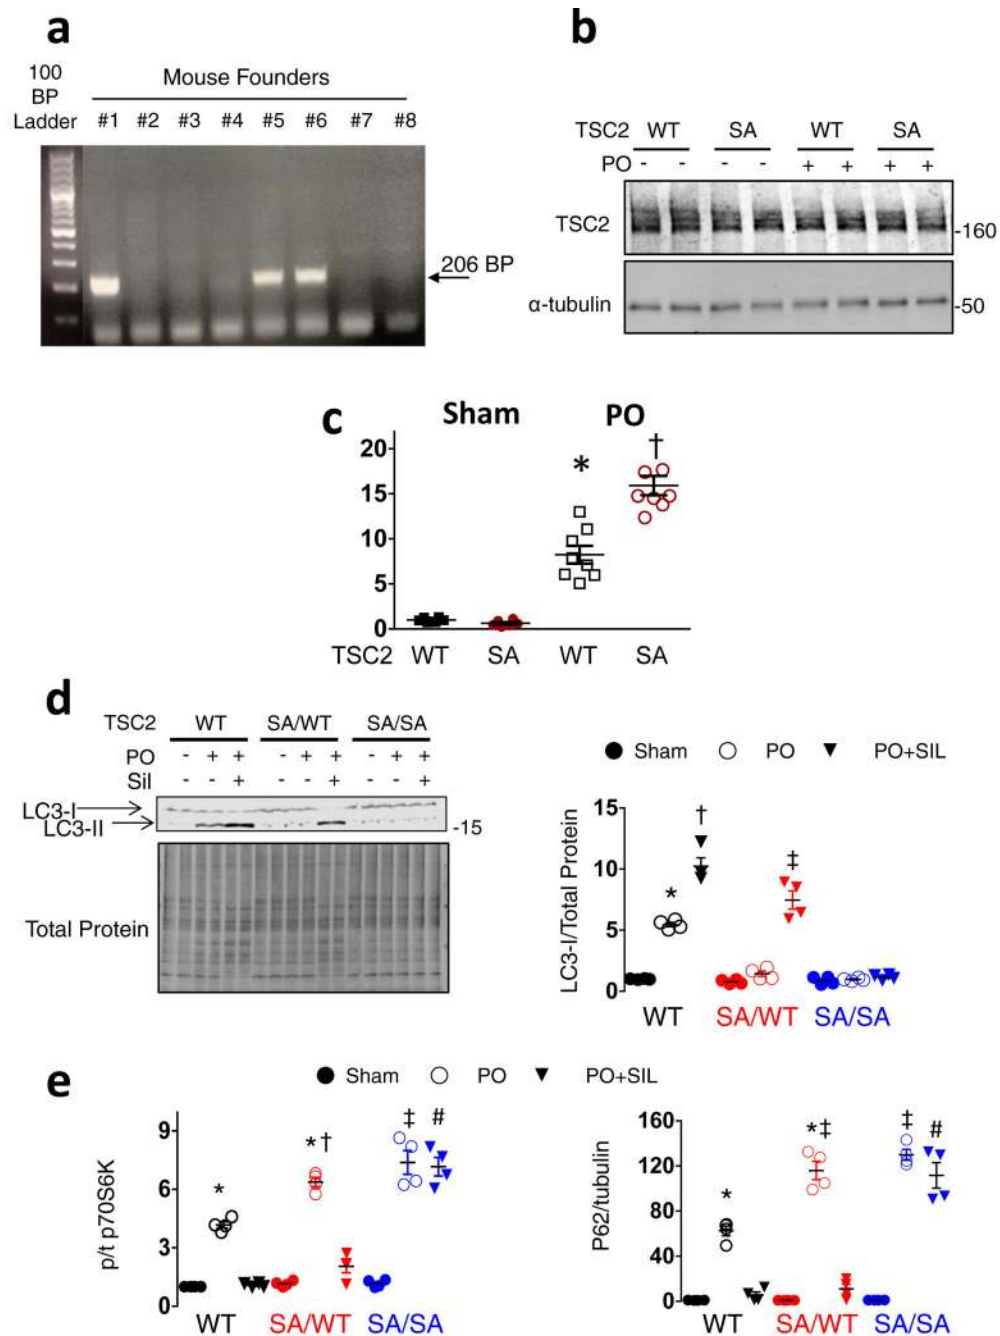 a
100
BP
Ladder
Mouse Founders
#1 #2 #3 #4 #5 #6 #7 #8
206 BP
b
TSC2 WT SA WT SA
PO - - - - + + + +
TSC2
-160
α-tubulin
-50
c
Sham PO
20
15
10
5
0
* †
TSC2 WT SA WT SA
d
TSC2 WT SA/WT SA/SA
PO - + + - + + - + +
Sil - - + - - + - - +
LC3-I
LC3-II
-15
Total Protein
Sham PO PO+SIL
LC3-I/Total Protein
15
10
5
0
* † ‡
WT SA/WT SA/SA
e
Sham PO PO+SIL
p/t p70S6K
9
6
3
0
* *† ‡ #
WT SA/WT SA/SA
P62/tubulin
160
120
80
40
0
* *‡ ‡ #
WT SA/WT SA/SA